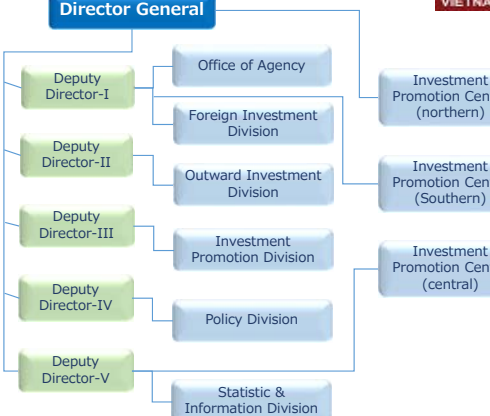 Director General
VIETNA
Deputy
Director-I
Office of Agency
Foreign Investment
Division
Investment
Promotion Cen
(northern)
Deputy
Director-II
Outward Investment
Division
Investment
Promotion Cen
(Southern)
Deputy
Director-III
Investment
Promotion Division
Investment
Promotion Cen
(central)
Deputy
Director-IV
Policy Division
Deputy
Director-V
Statistic &
Information Division